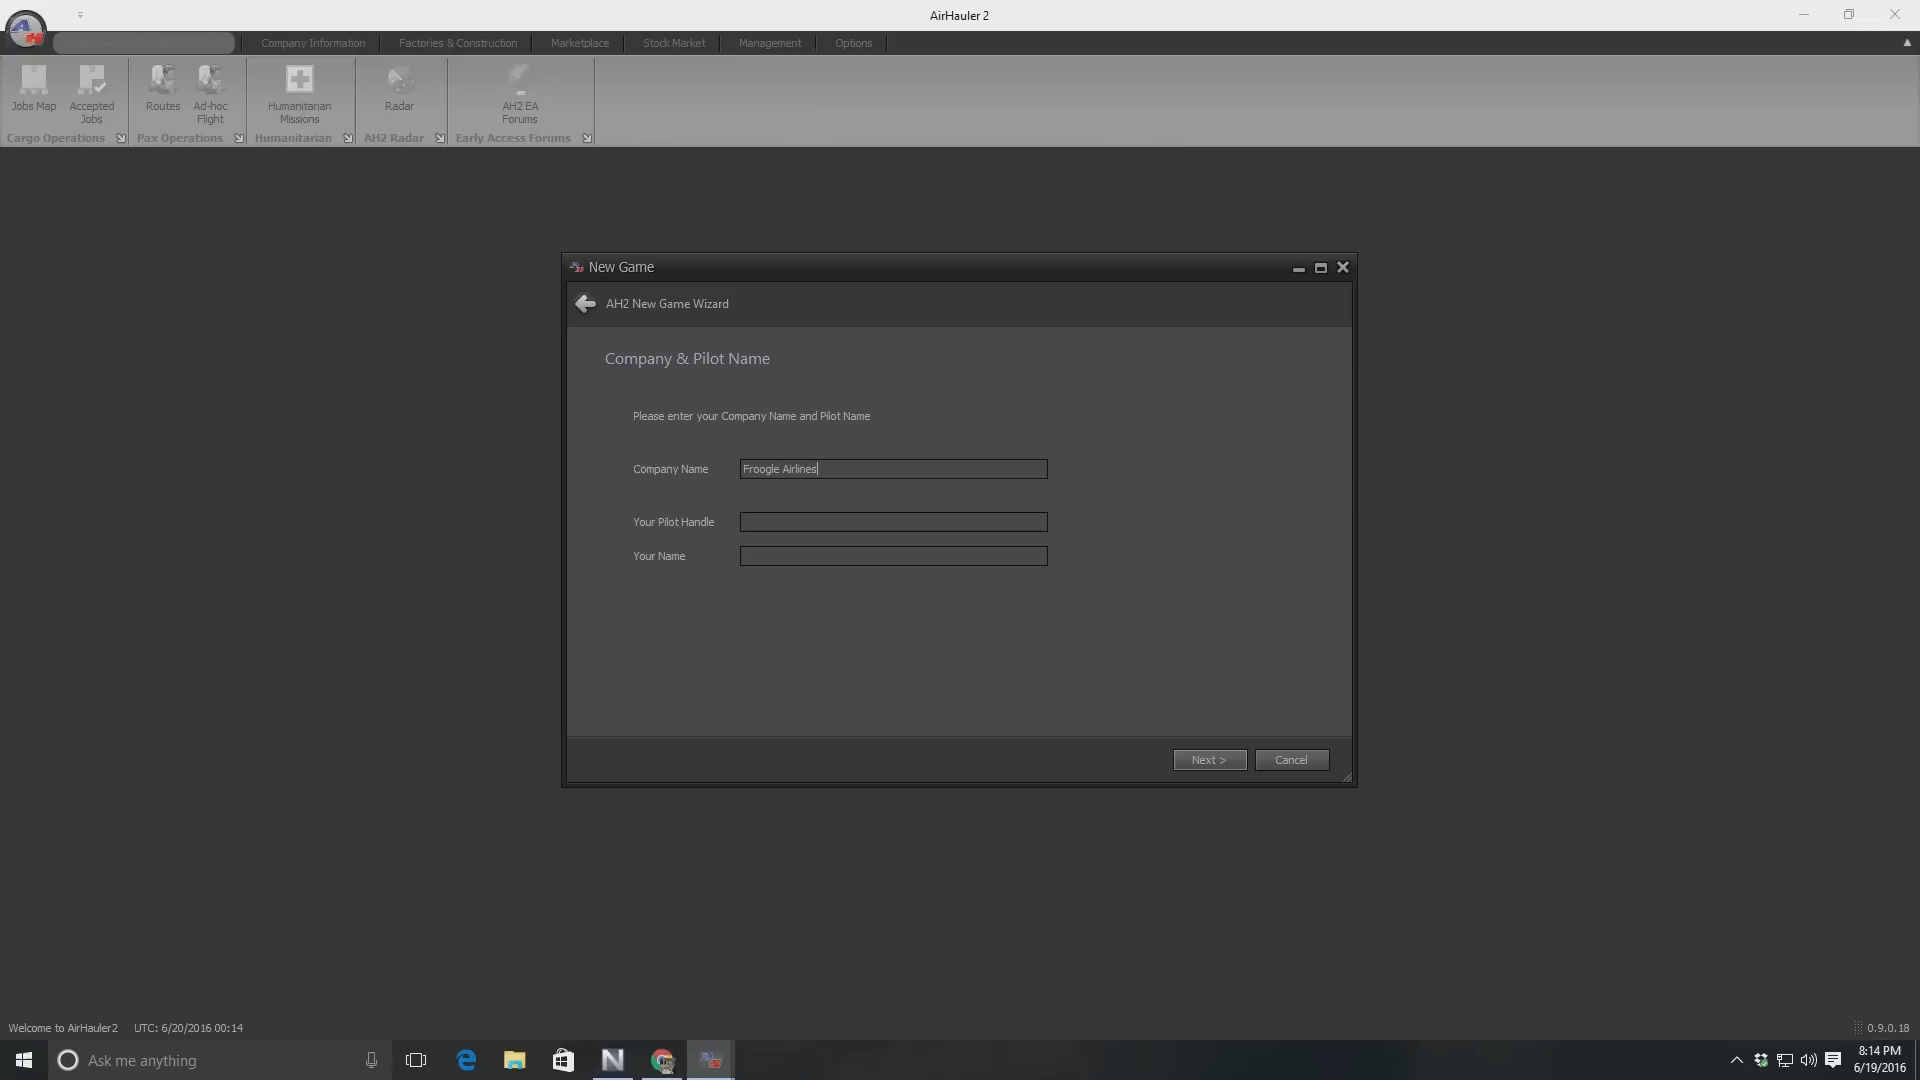 AirHauler 2
Company Information
Factories & Construction
Marketplace
Stock Market
Management
Options
Jobs Map
Accepted Jobs
Routes
Ad-hoc Flight
Humanitarian Missions
Radar
AH2 EA Forums
Cargo Operations
Pax Operations
Humanitarian
AH2 Radar
Early Access Forums
New Game
AH2 New Game Wizard
Company & Pilot Name
Please enter your Company Name and Pilot Name
Company Name
Froogle Airlines
Your Pilot Handle
Your Name
Next >
Cancel
Welcome to AirHauler2
UTC: 6/20/2016 00:14
0.9.0.18
Ask me anything
8:14 PM
6/19/2016